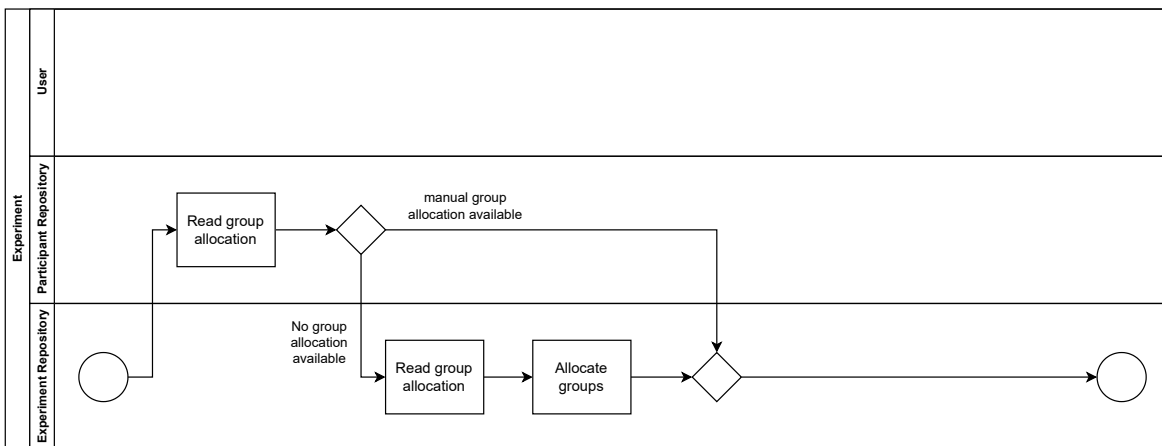 Experiment
User
Participant Repository
Experiment Repository
Read group
allocation
manual group
allocation available
No group
allocation
available
Read group
allocation
Allocate
groups